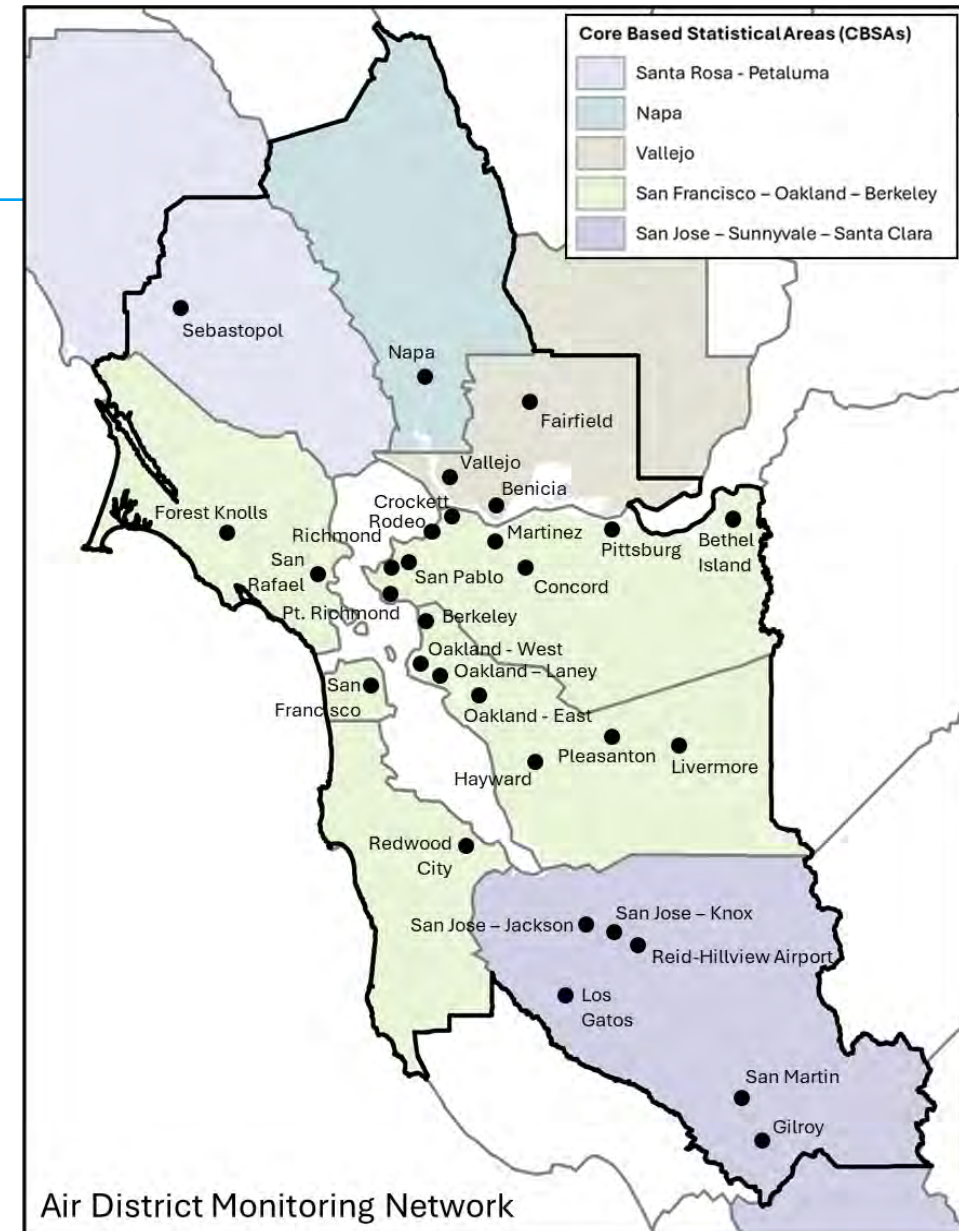 Core Based Statistical Areas (CBSAs)
Santa Rosa - Petaluma
Napa
Vallejo
San Francisco – Oakland – Berkeley
San Jose – Sunnyvale – Santa Clara
Sebastopol
Napa
Fairfield
Vallejo
Benicia
Crockett
Rodeo
Richmond
Forest Knolls
Martinez
Pittsburg
Bethel
Island
San
Rafael
San Pablo
Concord
Pt. Richmond
Berkeley
Oakland - West
Oakland – Laney
San
Francisco
Oakland - East
Pleasanton
Livermore
Hayward
Redwood
City
San Jose – Jackson
San Jose – Knox
Reid-Hillview Airport
Los
Gatos
San Martin
Gilroy
Air District Monitoring Network